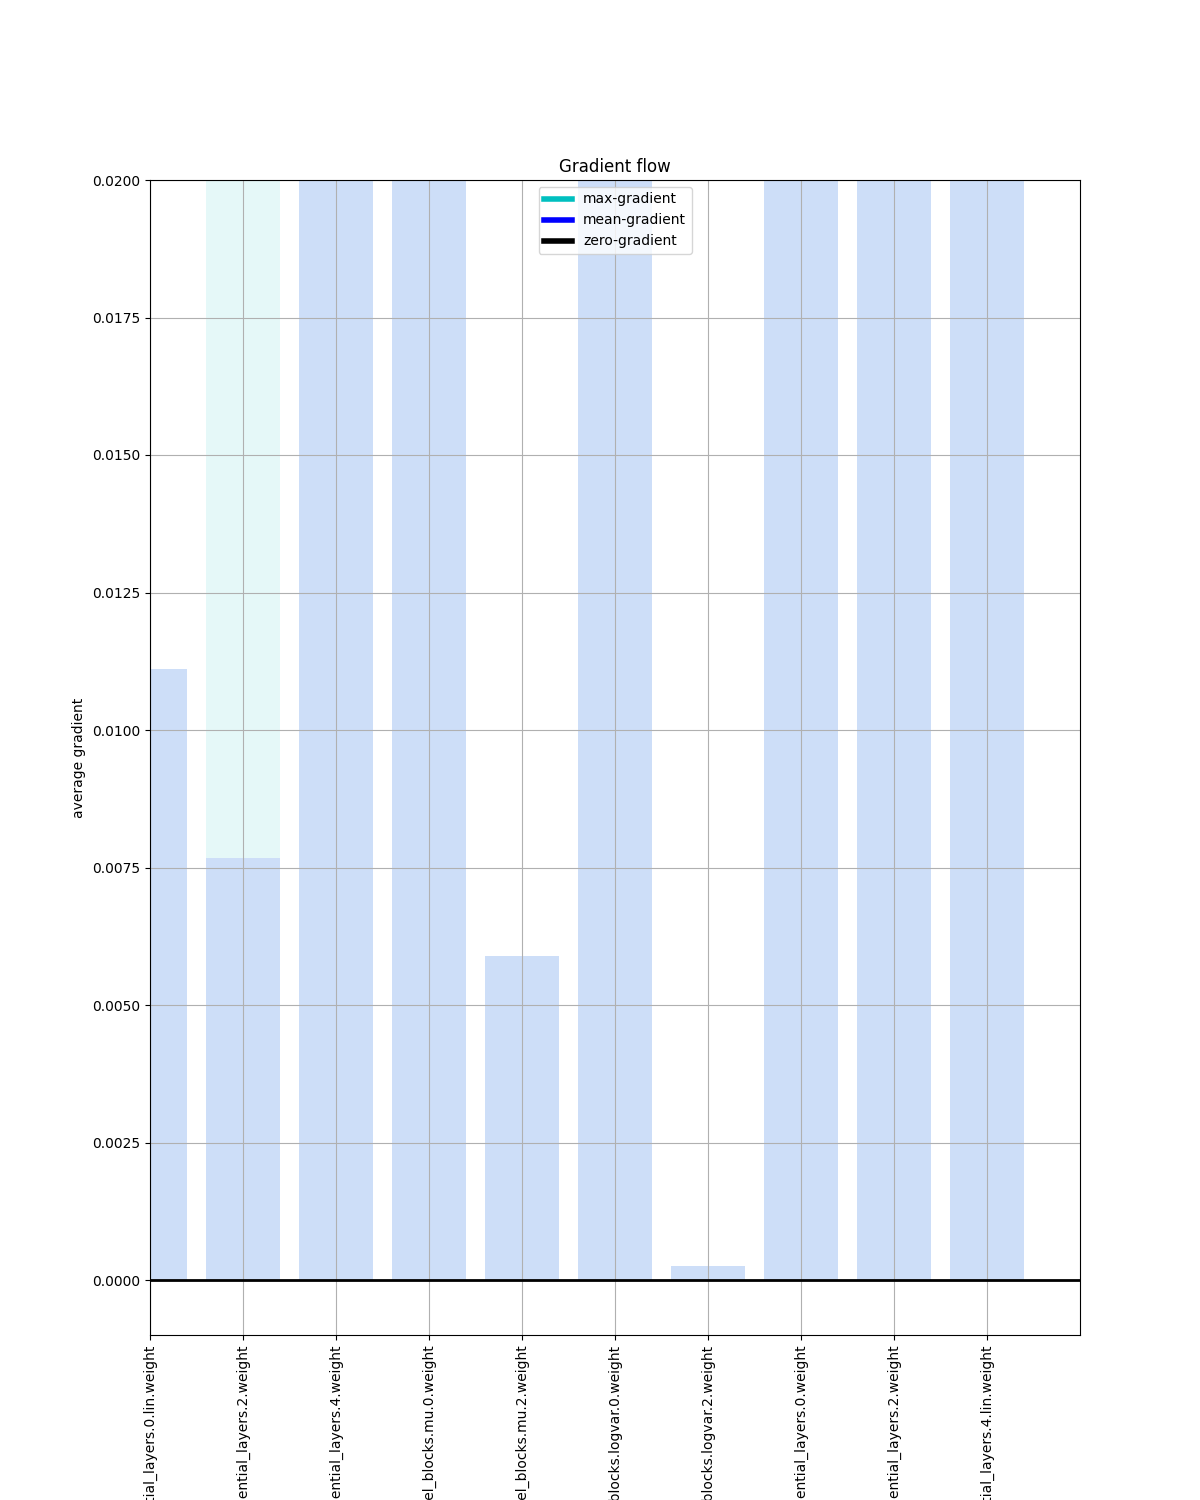 Gradient flow
max-gradient
mean-gradient
zero-gradient
0.0200
0.0175
0.0150
0.0125
0.0100
0.0075
0.0050
0.0025
0.0000
average gradient
tial_layers.0.lin.weight
ential_layers.2.weight
ential_layers.4.weight
el_blocks.mu.0.weight
el_blocks.mu.2.weight
blocks.logvar.0.weight
blocks.logvar.2.weight
ential_layers.0.weight
ential_layers.2.weight
tial_layers.4.lin.weight